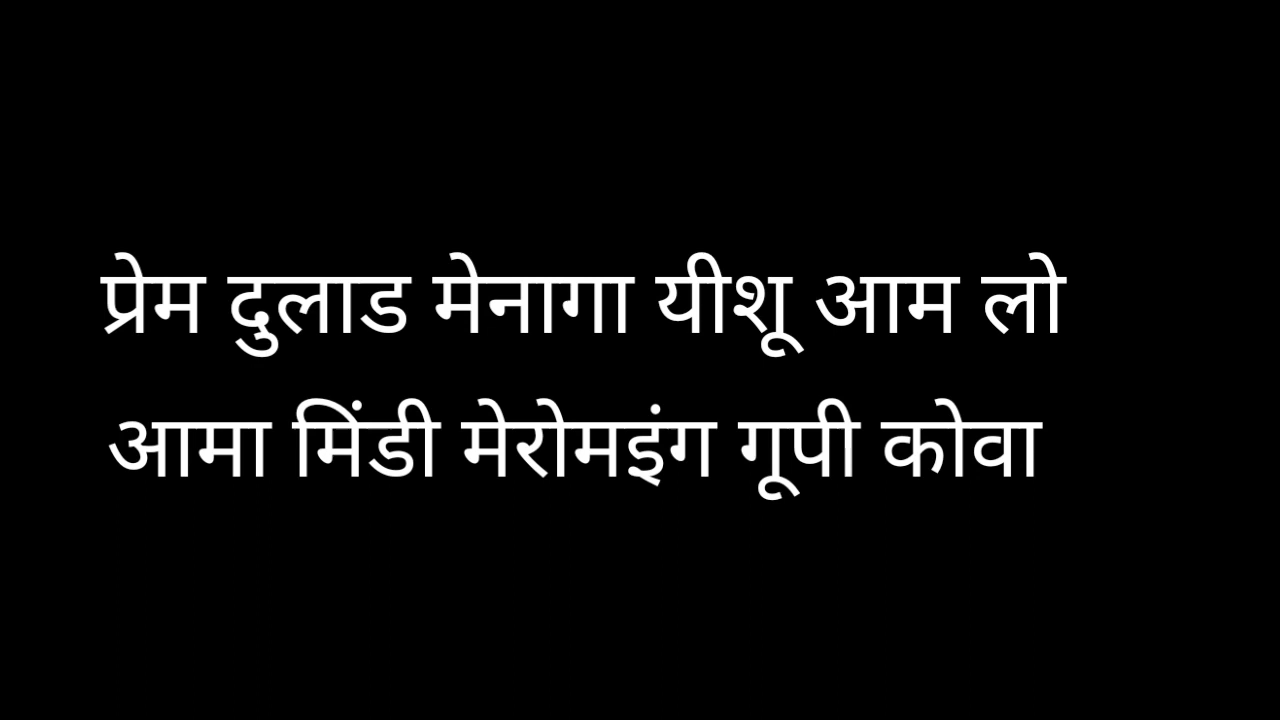 प्रेम दुलाड मेनागा यीशू आम लो
आमा मिंडी मेरोमइंग गूपी कोवा